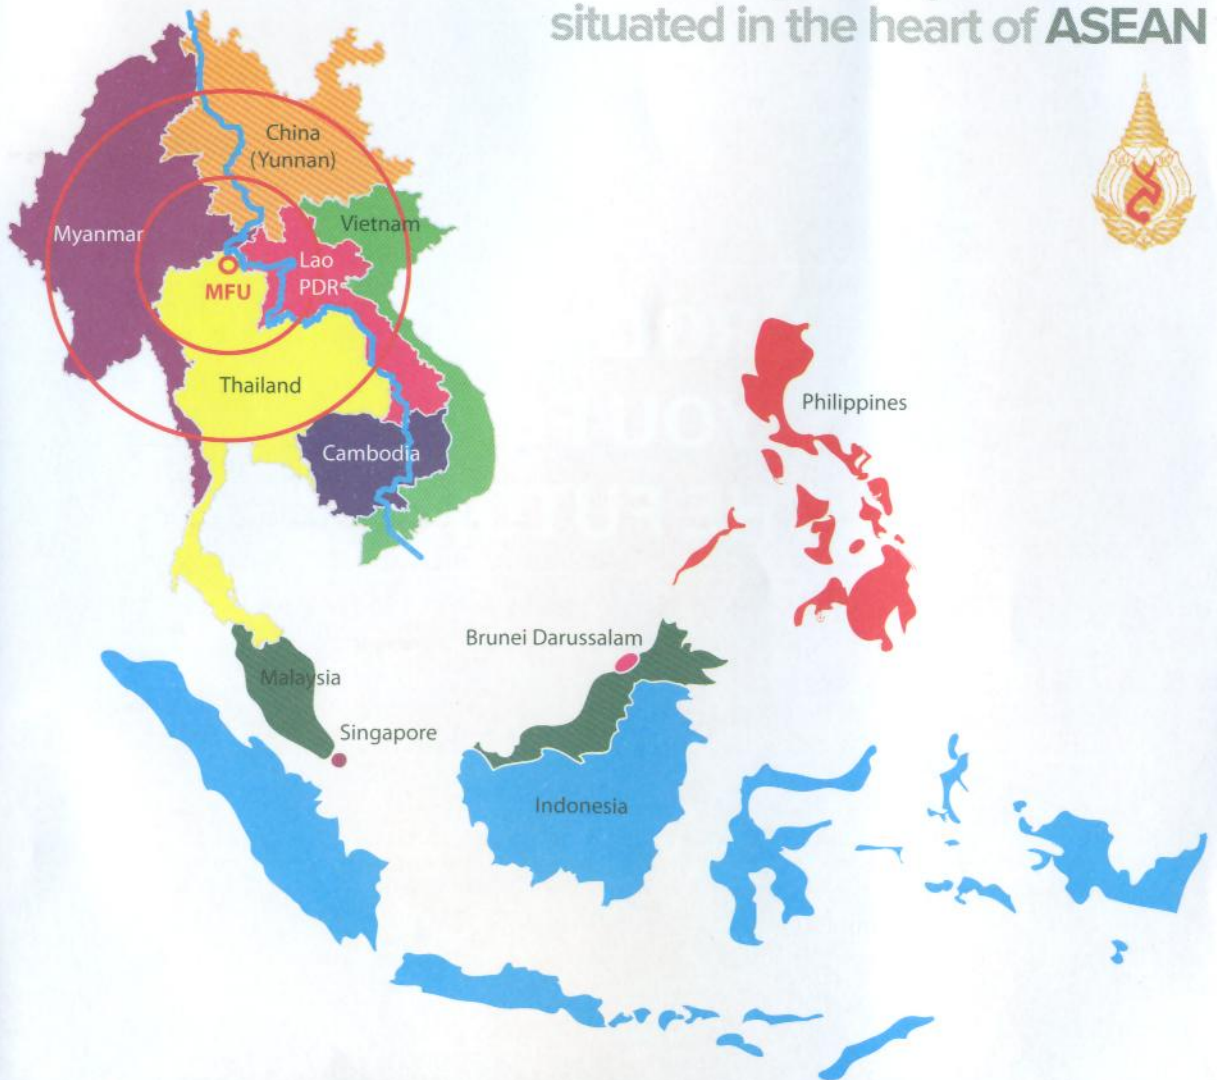 situated in the heart of ASEAN
China
(Yunnan)
Vietnam
Myanmar
Lao
PDR
MFU
Thailand
Philippines
Cambodia
Brunei Darussalam
Malaysia
Singapore
Indonesia